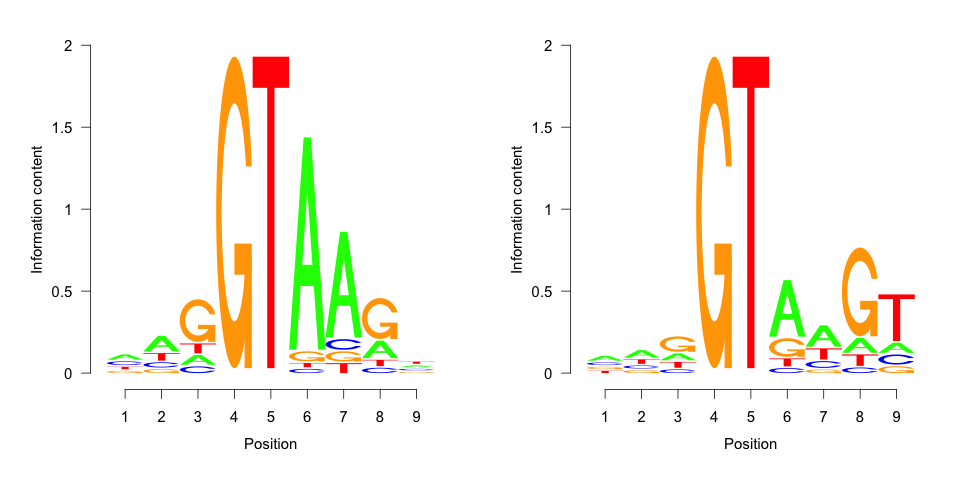 2
1.5
1
0.5
0
Information content
1 2 3 4 5 6 7 8 9
Position
A C T G
A T C G
G T A C
G
T
A G T C
A C G T
G A T C
T A C G
2
1.5
1
0.5
0
Information content
1 2 3 4 5 6 7 8 9
Position
A C G T
A T C G
G A T C
G
T
A G T C
A T C G
G A T C
T A C G